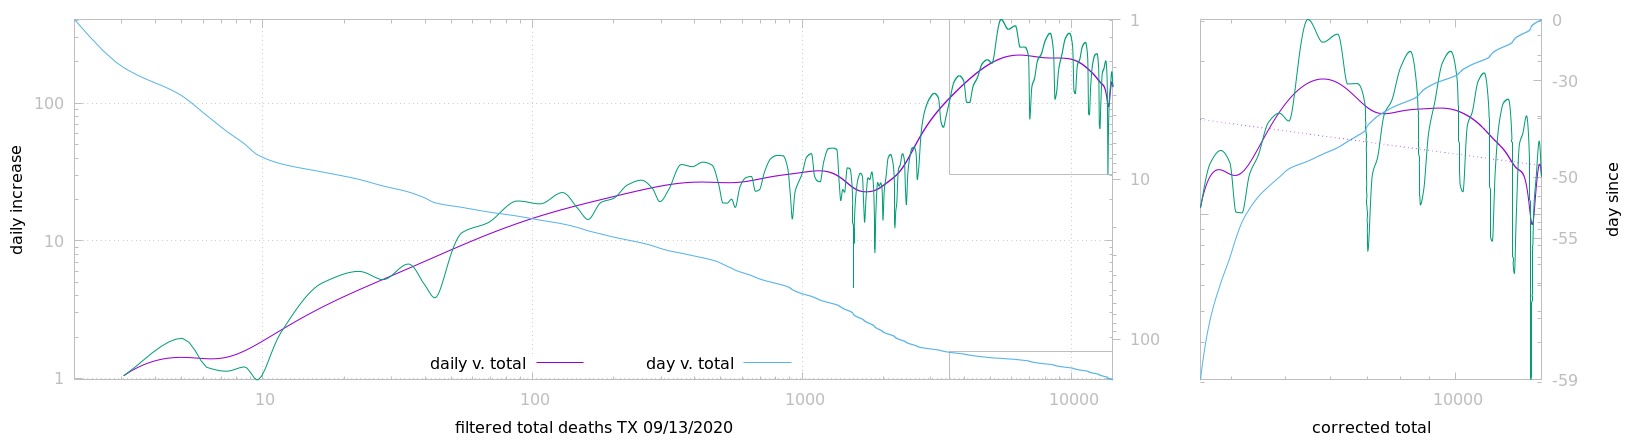 daily increase
100
10
1
10
100
1000
10000
1
10
100
daily v. total
day v. total
filtered total deaths TX 09/13/2020
0
-30
-50
-55
-59
day since
10000
corrected total